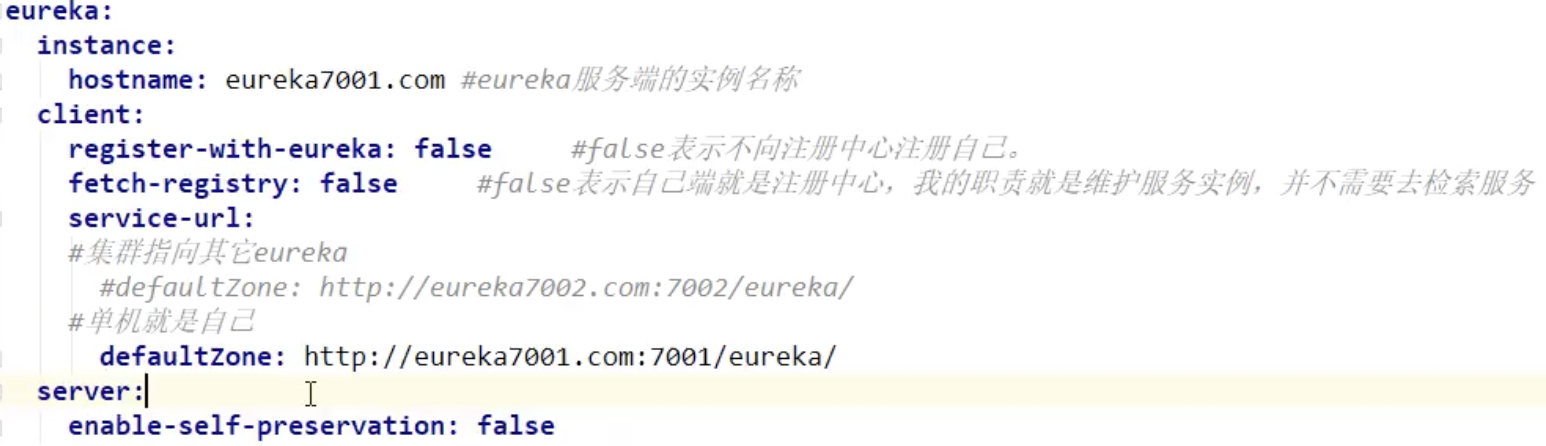 eureka:
  instance:
    hostname: eureka7001.com #eureka服务端的实例名称
  client:
    register-with-eureka: false     #false表示不向注册中心注册自己。
    fetch-registry: false     #false表示自己端就是注册中心，我的职责就是维护服务实例，并不需要去检索服务
    service-url:
    #集群指向其它eureka
      #defaultZone: http://eureka7002.com:7002/eureka/
    #单机就是自己
      defaultZone: http://eureka7001.com:7001/eureka/
  server:
    enable-self-preservation: false